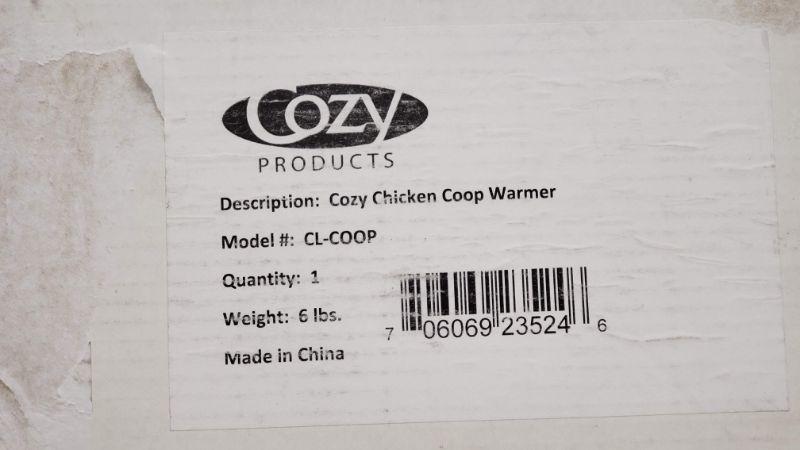 Cozy
PRODUCTS
Description: Cozy Chicken Coop Warmer
Model #: CL-COOP
Quantity: 1
Weight: 6 lbs.
Made in China
7 06069 23524 6